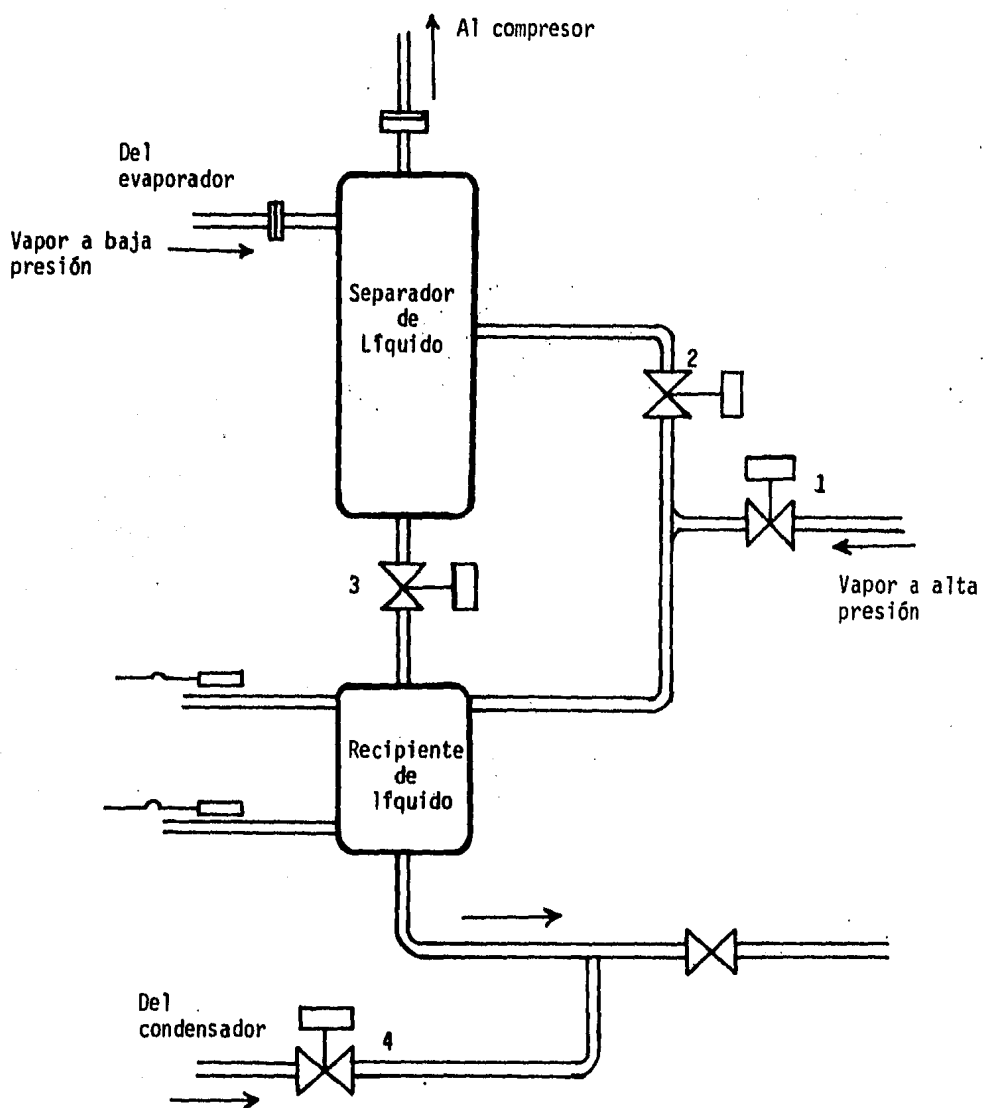 Al compresor
Del
evaporador
Vapor a baja
presión
Separador
de
Líquido
2
1
Vapor a alta
presión
3
Recipiente
de
líquido
Del
condensador
4